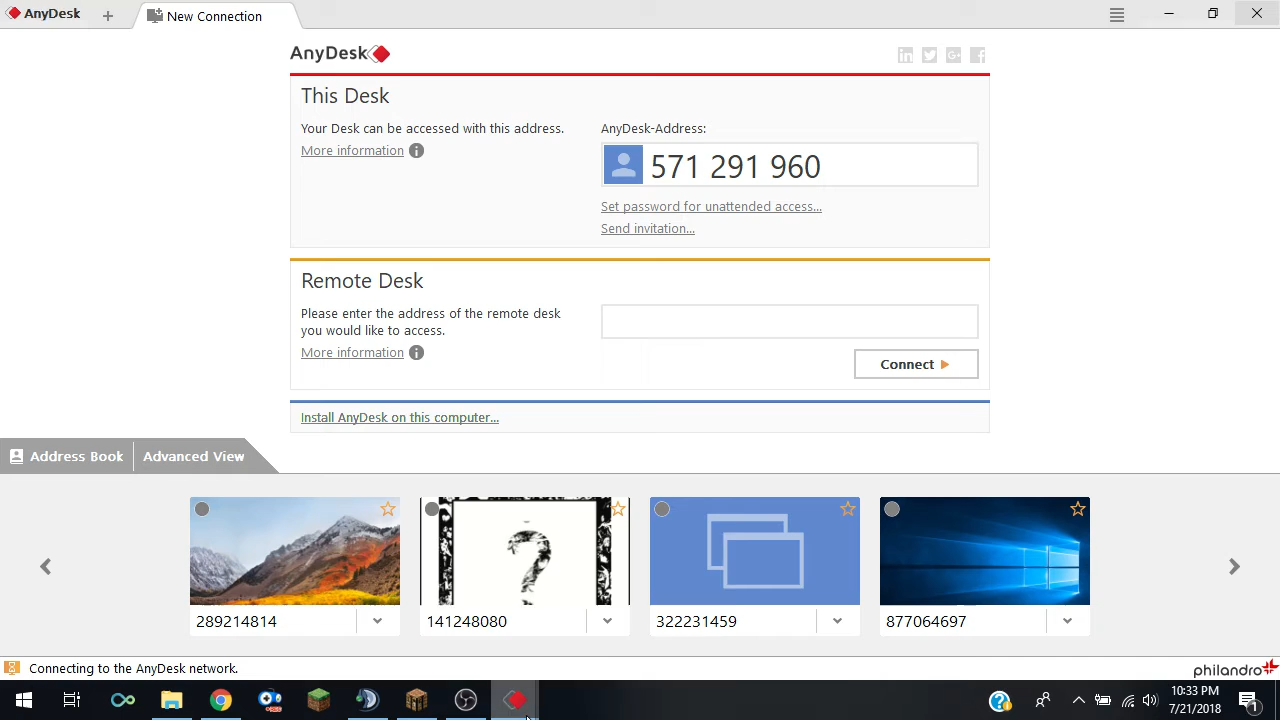 AnyDesk
New Connection
AnyDesk
This Desk
Your Desk can be accessed with this address.
More information
AnyDesk-Address:
571 291 960
Set password for unattended access...
Send invitation...
Remote Desk
Please enter the address of the remote desk
you would like to access.
More information
Connect
Install AnyDesk on this computer...
Address Book
Advanced View
289214814
141248080
322231459
877064697
Connecting to the AnyDesk network.
philandro
10:33 PM
7/21/2018
1